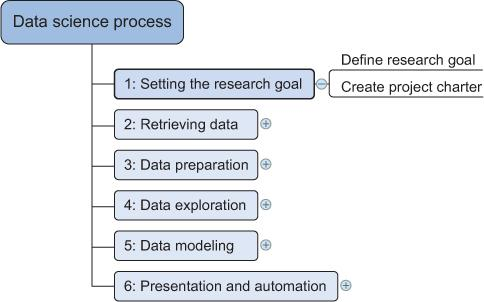 Data science process
1: Setting the research goal
Define research goal
Create project charter
2: Retrieving data
3: Data preparation
4: Data exploration
5: Data modeling
6: Presentation and automation